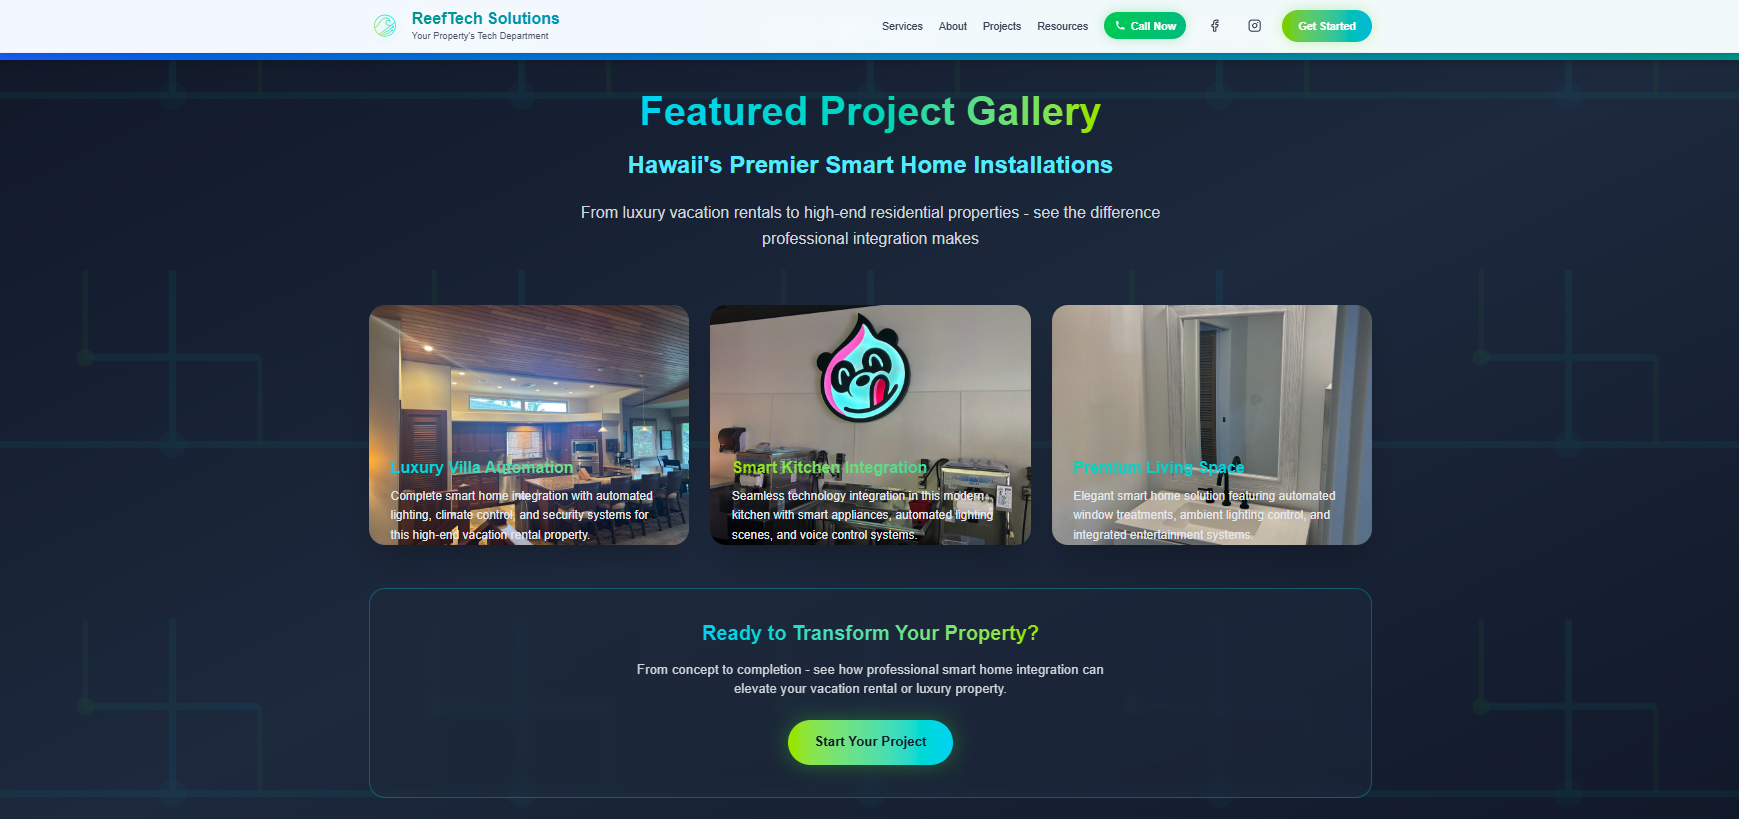 ReefTech Solutions
Your Property's Tech Department
Services
About
Projects
Resources
Call Now
Get Started
Featured Project Gallery
Hawaii's Premier Smart Home Installations
From luxury vacation rentals to high-end residential properties - see the difference
professional integration makes
Luxury Villa Automation
Complete smart home integration with automated
lighting, climate control, and security systems for
this high-end vacation rental property.
Smart Kitchen Integration
Seamless technology integration in this modern
kitchen with smart appliances, automated lighting
scenes, and voice control systems.
Premium Living Space
Elegant smart home solution featuring automated
window treatments, ambient lighting control, and
integrated entertainment systems.
Ready to Transform Your Property?
From concept to completion - see how professional smart home integration can
elevate your vacation rental or luxury property.
Start Your Project